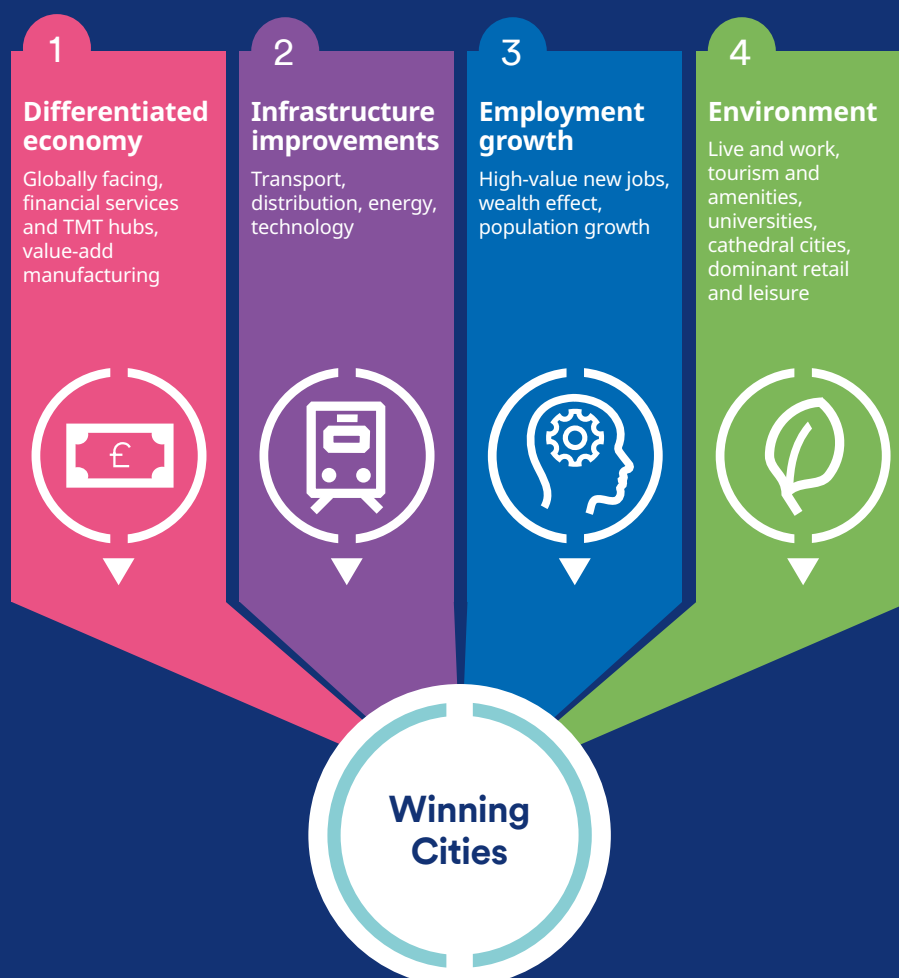 1
Differentiated
economy
Globally facing,
financial services
and TMT hubs,
value-add
manufacturing
£
2
Infrastructure
improvements
Transport,
distribution, energy,
technology
3
Employment
growth
High-value new jobs,
wealth effect,
population growth
4
Environment
Live and work,
tourism and
amenities,
universities,
cathedral cities,
dominant retail
and leisure
Winning
Cities